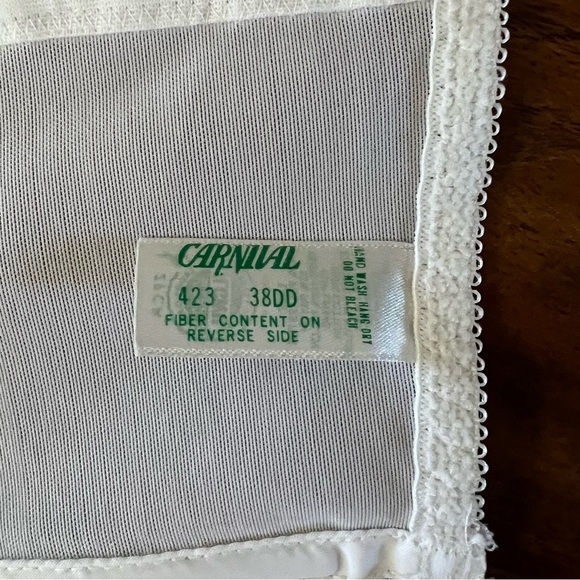 CARNIVAL
423 38DD
FIBER CONTENT ON
REVERSE SIDE
HAND WASH HANG DRY
DO NOT BLEACH